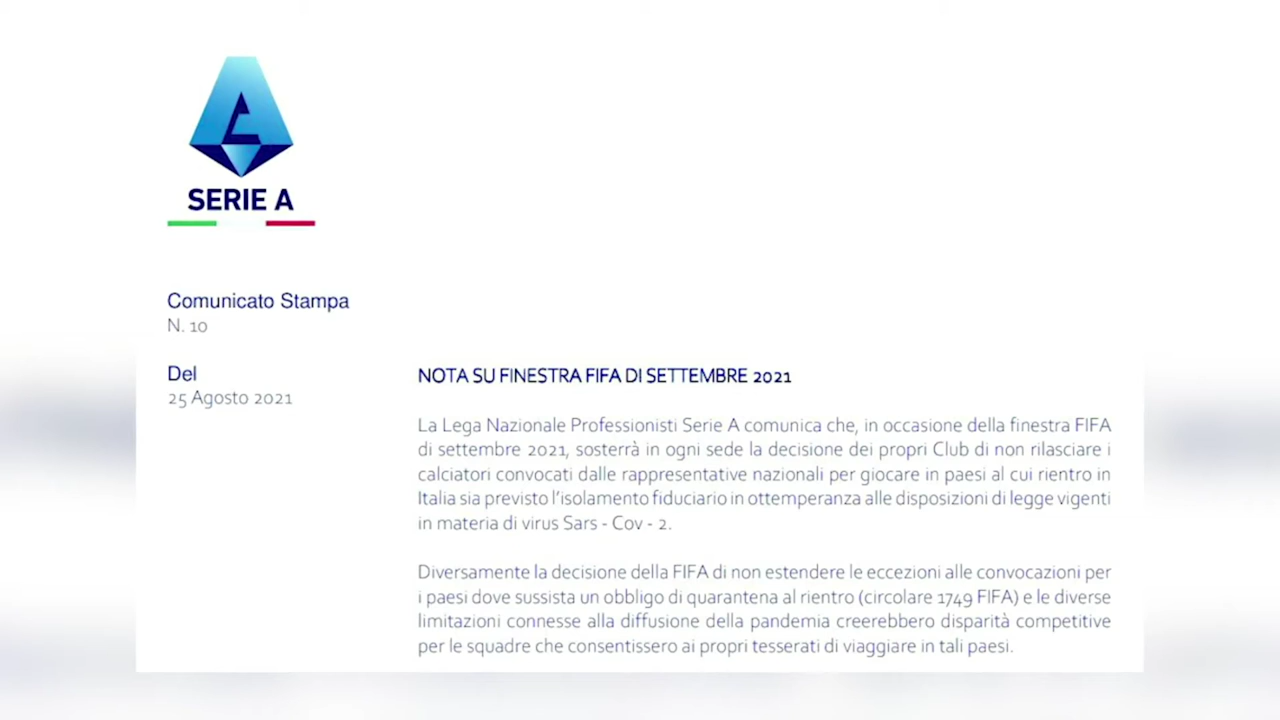 SERIE A
Comunicato Stampa
N. 10
Del
25 Agosto 2021
NOTA SU FINESTRA FIFA DI SETTEMBRE 2021
La Lega Nazionale Professionisti Serie A comunica che, in occasione della finestra FIFA
di settembre 2021, sosterrà in ogni sede la decisione dei propri Club di non rilasciare i
calciatori convocati dalle rappresentative nazionali per giocare in paesi al cui rientro in
Italia sia previsto l'isolamento fiduciario in ottemperanza alle disposizioni di legge vigenti
in materia di virus Sars - Cov - 2.
Diversamente la decisione della FIFA di non estendere le eccezioni alle convocazioni per
i paesi dove sussista un obbligo di quarantena al rientro (circolare 1749 FIFA) e le diverse
limitazioni connesse alla diffusione della pandemia creerebbero disparità competitive
per le squadre che consentissero ai propri tesserati di viaggiare in tali paesi.